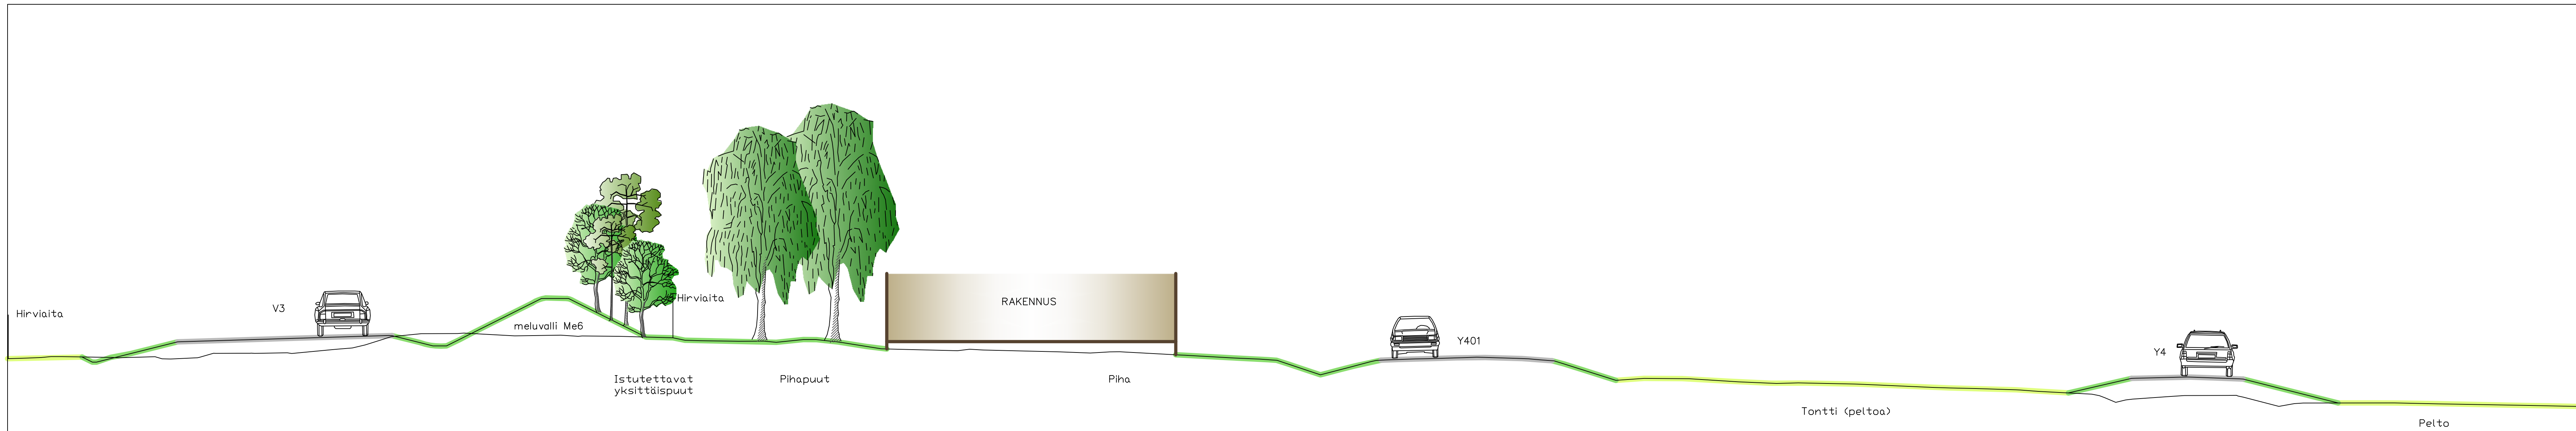 Hirviaita
V3
meluvalli Me6
Istutettavat
yksittäispuut
Hirviaita
Pihapuut
RAKENNUS
Piha
Y401
Tontti (peltoa)
Y4
Pelto